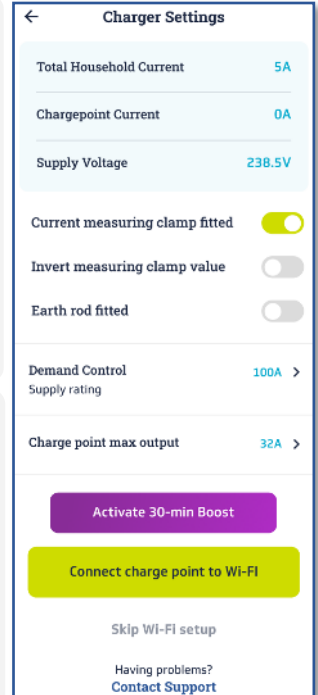 Charger Settings
Total Household Current 5A
Chargepoint Current 0A
Supply Voltage 238.5V
Current measuring clamp fitted
Invert measuring clamp value
Earth rod fitted
Demand Control 100A
Supply rating
Charge point max output 32A
Activate 30-min Boost
Connect charge point to Wi-FI
Skip Wi-Fi setup
Having problems?
Contact Support